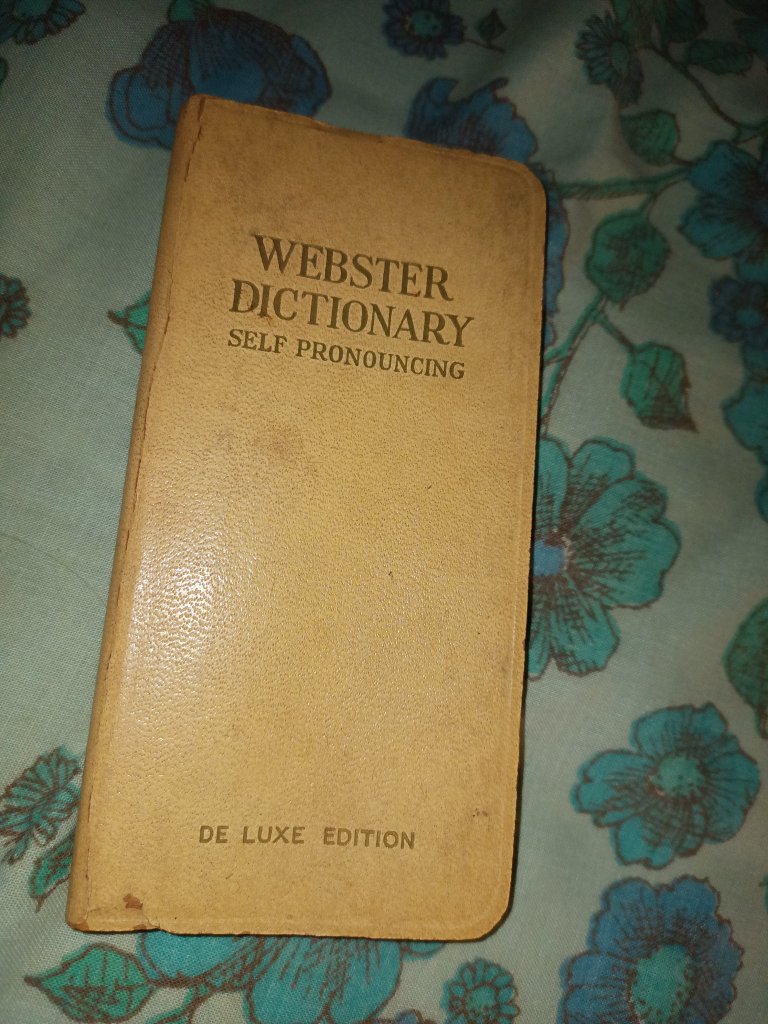 WEBSTER
DICTIONARY
SELF PRONOUNCING
DE LUXE EDITION